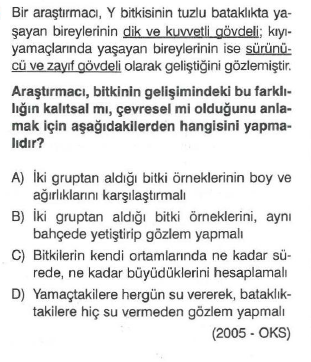 Bir araştırmacı, Y bitkisinin tuzlu bataklıkta ya-
şayan bireylerinin dik ve kuvvetli gövdeli; kıyı-
yamaçlarında yaşayan bireylerinin ise sürünü-
cü ve zayıf gövdeli olarak geliştiğini gözlemiştir.
Araştırmacı, bitkinin gelişimindeki bu farklı-
lığın kalıtsal mı, çevresel mi olduğunu anla-
mak için aşağıdakilerden hangisini yapma-
lıdır?
A) İki gruptan aldığı bitki örneklerinin boy ve
ağırlıklarını karşılaştırmalı
B) İki gruptan aldığı bitki örneklerini, aynı
bahçede yetiştirip gözlem yapmalı
C) Bitkilerin kendi ortamlarında ne kadar sü-
rede, ne kadar büyüdüklerini hesaplamalı
D) Yamaçtakilere hergün su vererek, bataklık-
takilere hiç su vermeden gözlem yapmalı
(2005 - OKS)